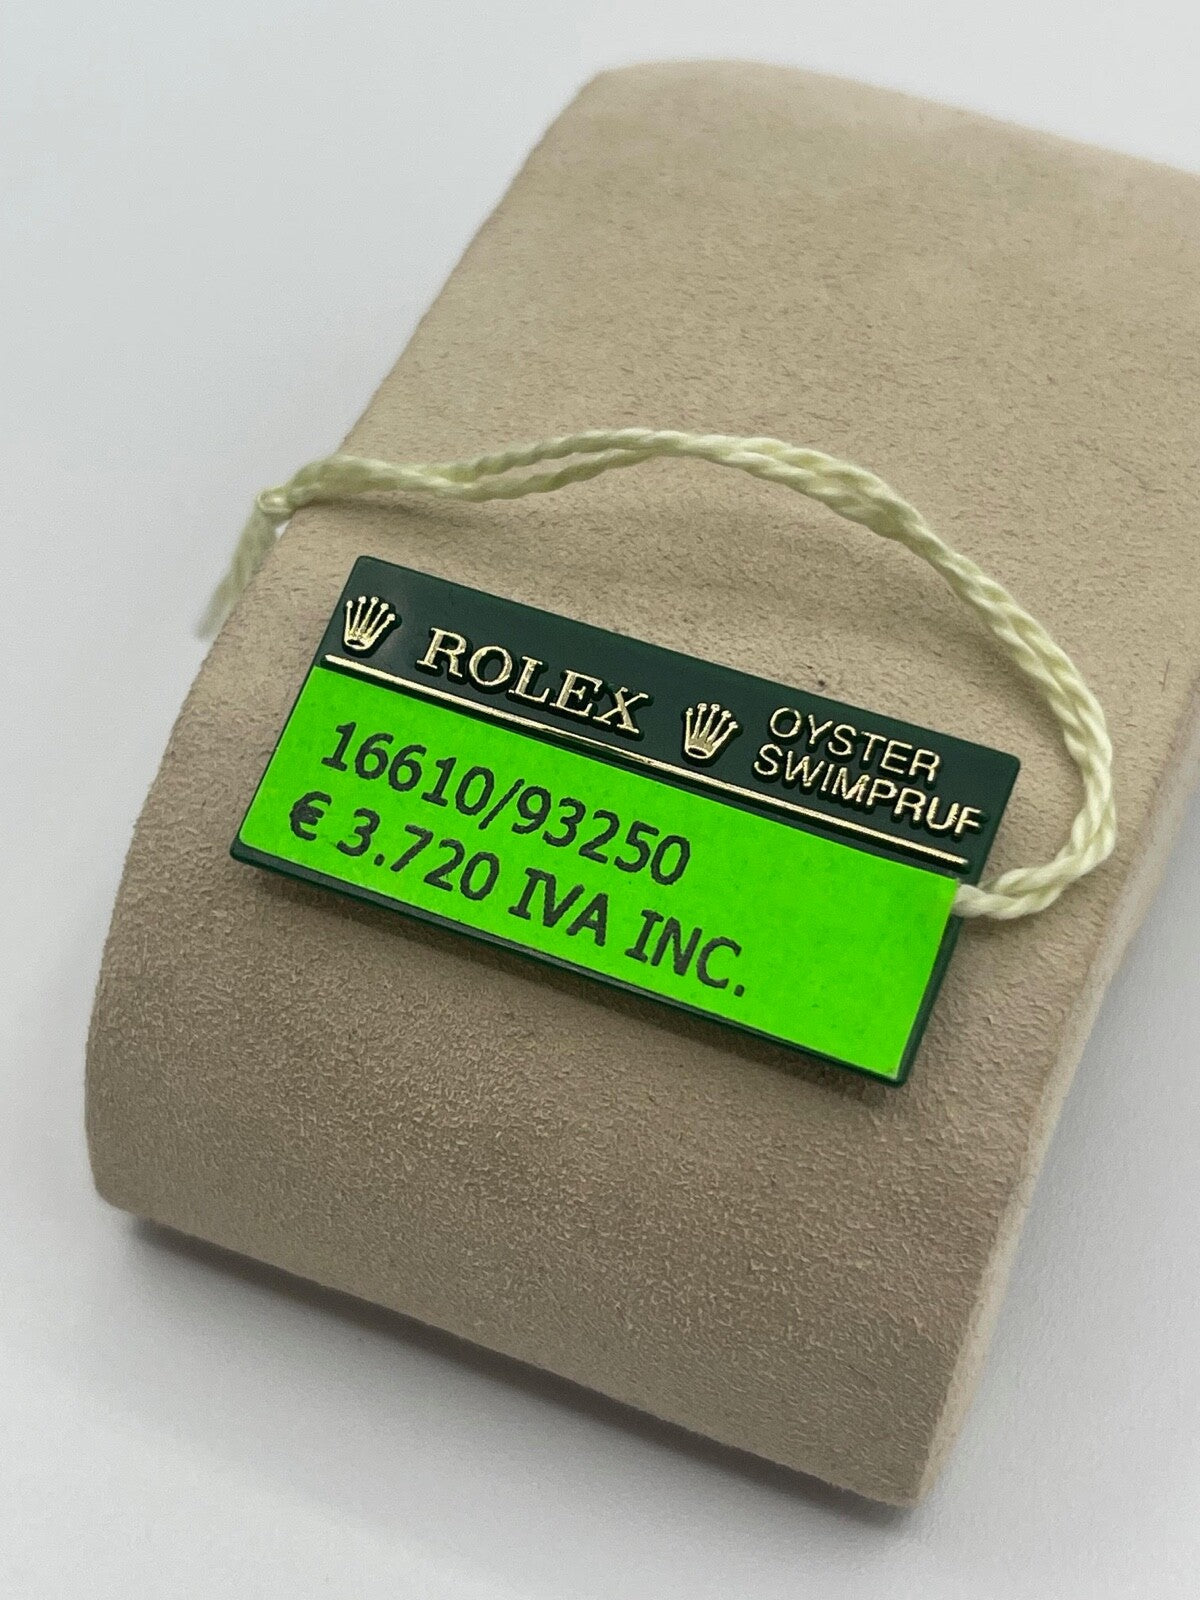 ROLEX
OYSTER
SWIMPRUF
16610/93250
€ 3.720 IVA INC.